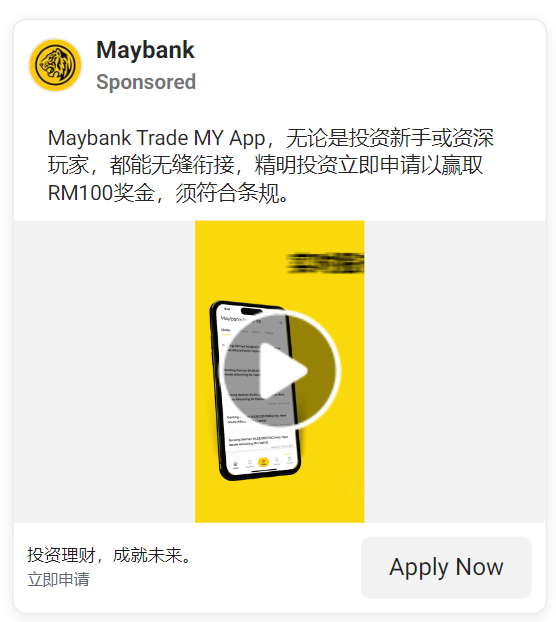 Maybank
Sponsored
Maybank Trade MY App，无论是投资新手或资深
玩家，都能无缝衔接，精明投资立即申请以赢取
RM100奖金，须符合条规。
投资理财，成就未来。
立即申请
Apply Now